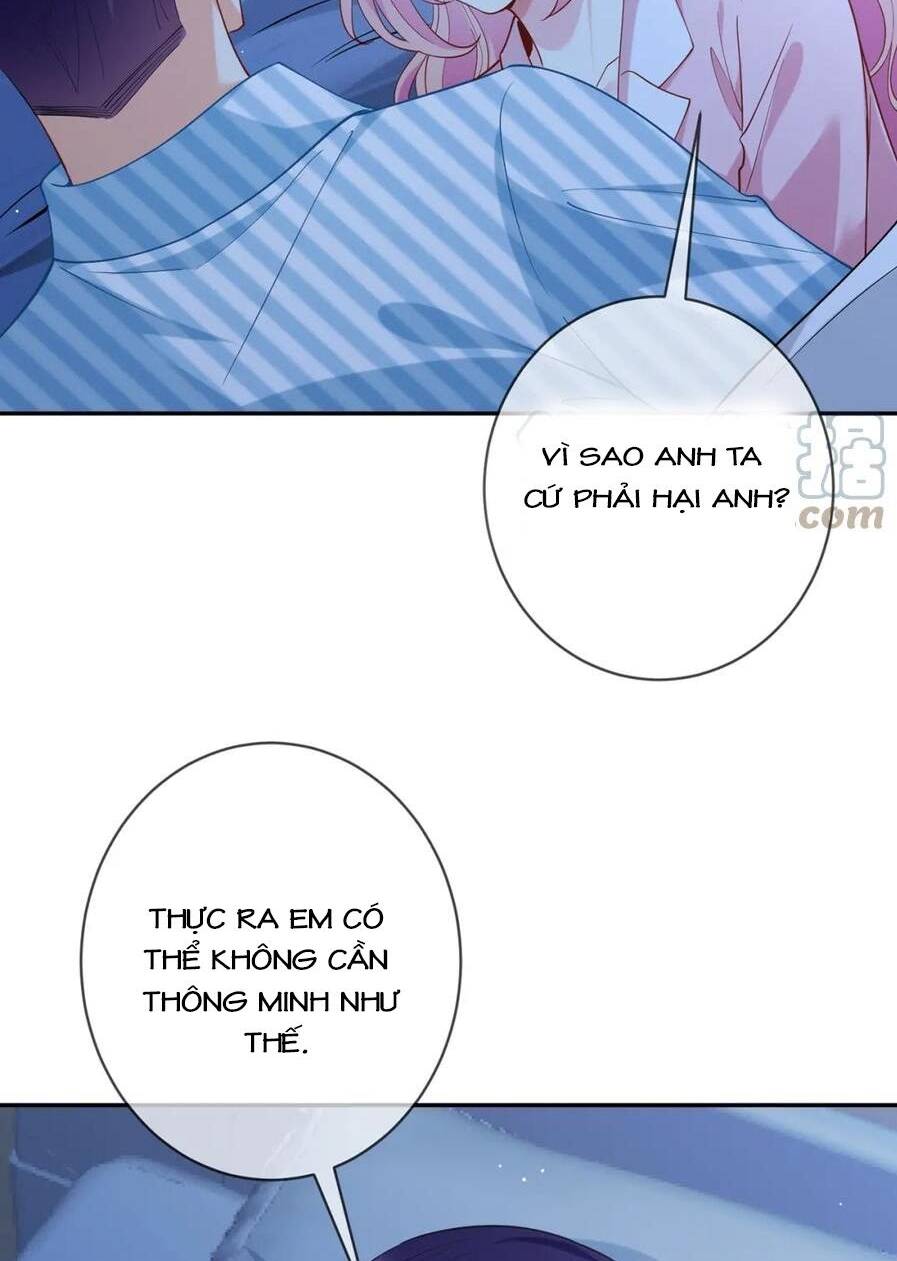 VÌ SAO ANH TA
CỨ PHẢI HẠI ANH?
com
THỰC RA EM CÓ
THỂ KHÔNG CẦN
THÔNG MINH NHƯ
THẾ.